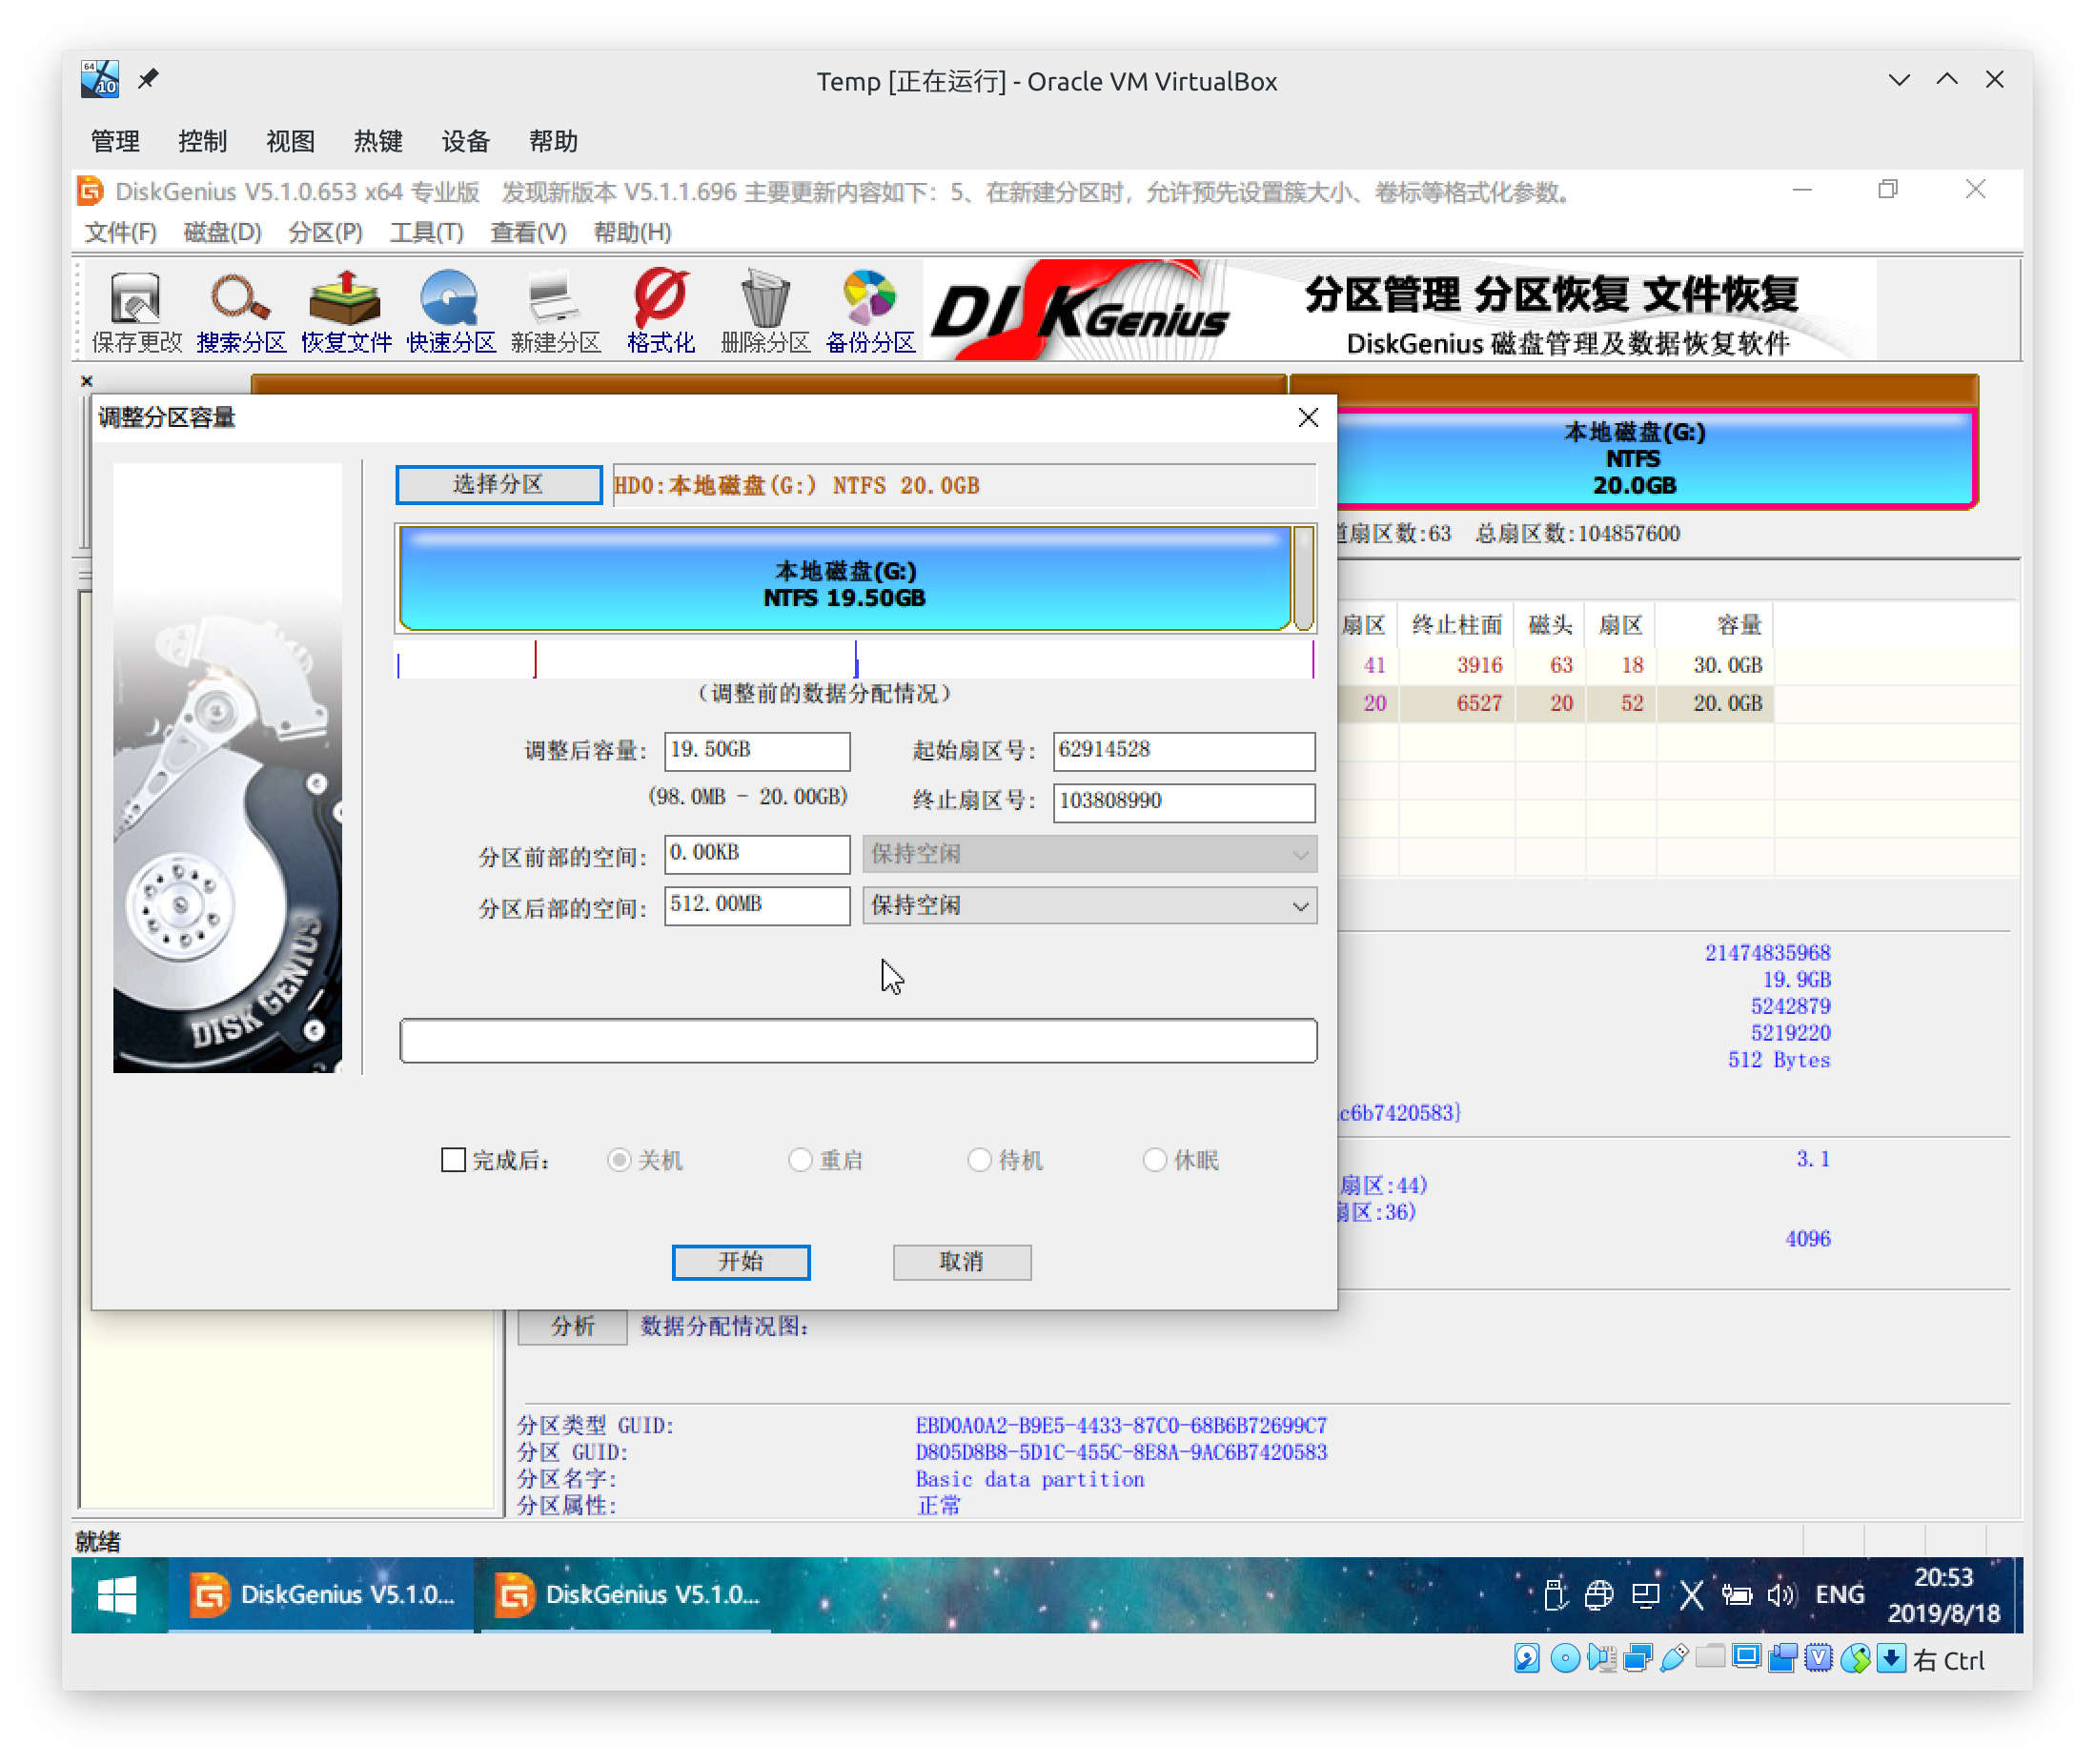 Temp [正在运行] - Oracle VM VirtualBox
管理 控制 视图 热键 设备 帮助
DiskGenius V5.1.0.653 x64 专业版 发现新版本 V5.1.1.696 主要更新内容如下：5、在新建分区时，允许预先设置簇大小、卷标等格式化参数。
文件(F) 磁盘(D) 分区(P) 工具(T) 查看(V) 帮助(H)
保存更改 搜索分区 恢复文件 快速分区 新建分区 格式化 删除分区 备份分区
DISKGenius
分区管理 分区恢复 文件恢复
DiskGenius 磁盘管理及数据恢复软件
调整分区容量
本地磁盘(G:)
NTFS
20.0GB
选择分区 HD0:本地磁盘(G:) NTFS 20.0GB
道扇区数:63 总扇区数:104857600
本地磁盘(G:)
NTFS 19.50GB
扇区 终止柱面 磁头 扇区 容量
41 3916 63 18 30.0GB
20 6527 20 52 20.0GB
(调整前的数据分配情况)
调整后容量: 19.50GB 起始扇区号: 62914528
(98.0MB - 20.00GB) 终止扇区号: 103808990
分区前部的空间: 0.00KB 保持空闲
分区后部的空间: 512.00MB 保持空闲
DISK GENIUS
21474835968
19.9GB
5242879
5219220
512 Bytes
c6b7420583}
完成后: 关机 重启 待机 休眠
3.1
扇区:44)
扇区:36)
4096
开始 取消
分析 数据分配情况图:
分区类型 GUID: EBD0A0A2-B9E5-4433-87C0-68B6B72699C7
分区 GUID: D805D8B8-5D1C-455C-8E8A-9AC6B7420583
分区名字: Basic data partition
分区属性: 正常
就绪
DiskGenius V5.1.0... DiskGenius V5.1.0... ENG 20:53
2019/8/18
右 Ctrl